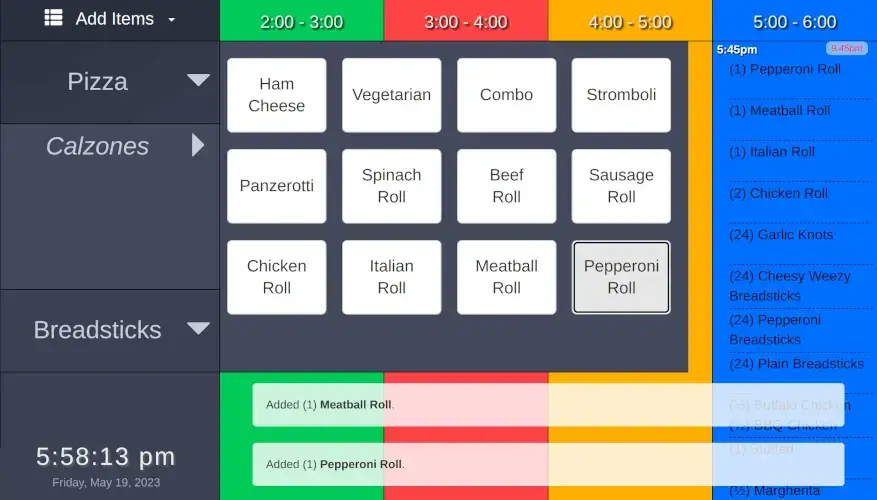 Add Items
2:00 - 3:00
3:00 - 4:00
4:00 - 5:00
5:00 - 6:00
Pizza
Calzones
Breadsticks
5:58:13 pm
Friday, May 19, 2023
Ham
Cheese
Vegetarian
Combo
Stromboli
Panzerotti
Spinach
Roll
Beef
Roll
Sausage
Roll
Chicken
Roll
Italian
Roll
Meatball
Roll
Pepperoni
Roll
5:45pm
9:45pm
(1) Pepperoni Roll
(1) Meatball Roll
(1) Italian Roll
(2) Chicken Roll
(24) Garlic Knots
(24) Cheesy Weezy
Breadsticks
(24) Pepperoni
Breadsticks
(24) Plain Breadsticks
(½) Buffalo Chicken
(½) BBQ Chicken
(1) Stuffed
(½) Margherita
Added (1) Meatball Roll.
Added (1) Pepperoni Roll.